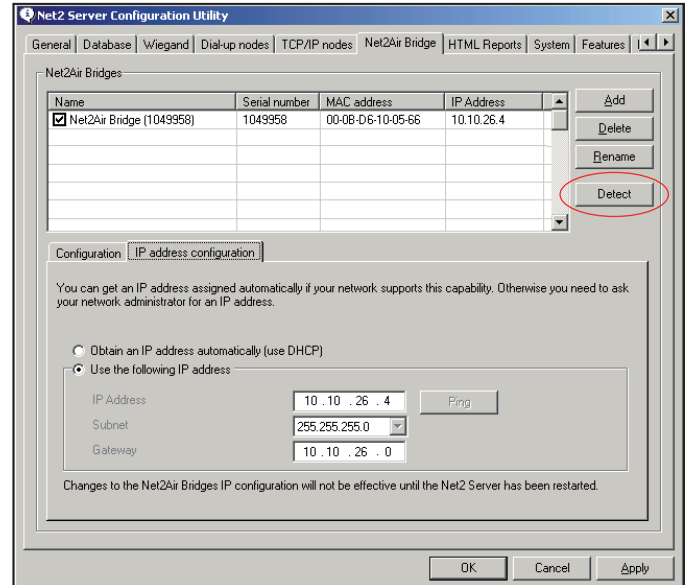 Net2 Server Configuration Utility
General Database Wiegand Dial-up nodes TCP/IP nodes Net2Air Bridge HTML Reports System Features
Net2Air Bridges
Name Serial number MAC address IP Address
Net2Air Bridge (1049958) 1049958 00-0B-D6-10-05-66 10.10.26.4
Add
Delete
Rename
Detect
Configuration IP address configuration
You can get an IP address assigned automatically if your network supports this capability. Otherwise you need to ask
your network administrator for an IP address.
Obtain an IP address automatically (use DHCP)
Use the following IP address
IP Address 10 . 10 . 26 . 4 Ping
Subnet 255.255.255.0
Gateway 10 . 10 . 26 . 0
Changes to the Net2Air Bridges IP configuration will not be effective until the Net2 Server has been restarted.
OK Cancel Apply